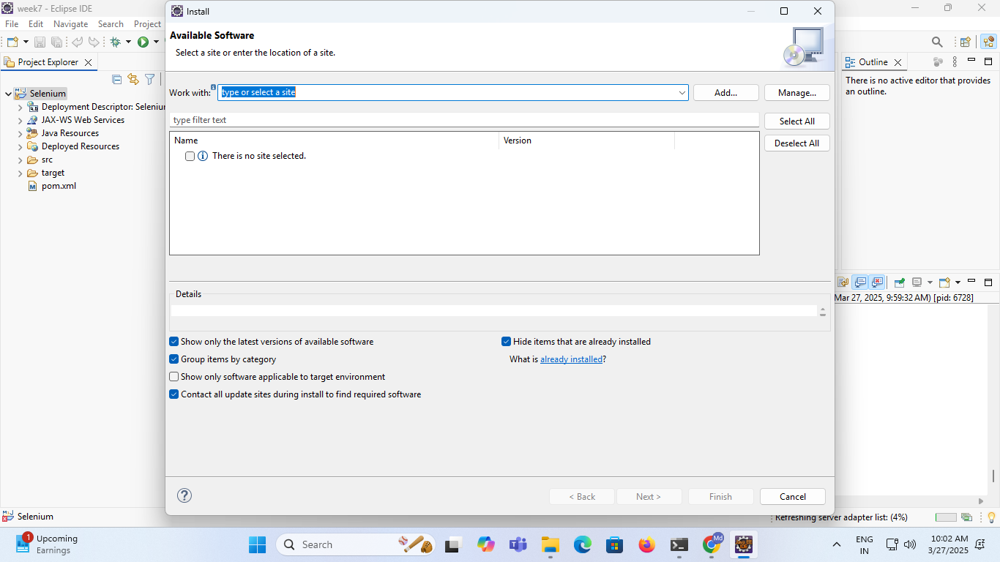 week7 - Eclipse IDE
File Edit Navigate Search Project
Project Explorer
Selenium
Deployment Descriptor: Seleniu
JAX-WS Web Services
Java Resources
Deployed Resources
src
target
pom.xml
Install
Available Software
Select a site or enter the location of a site.
Work with: type or select a site
Add... Manage...
type filter text
Select All
Deselect All
Name Version
There is no site selected.
Details
Show only the latest versions of available software
Hide items that are already installed
Group items by category
What is already installed?
Show only software applicable to target environment
Contact all update sites during install to find required software
< Back Next > Finish Cancel
Outline
There is no active editor that provides
an outline.
Mar 27, 2025, 9:59:32 AM) [pid: 6728]
Selenium
Refreshing server adapter list: (4%)
1
Upcoming
Earnings
Search
Md
ENG
IN
10:02 AM
3/27/2025